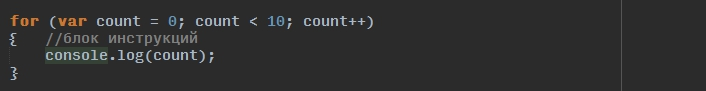 for (var count = 0; count < 10; count++)
{   //блок инструкций
    console.log(count);
}